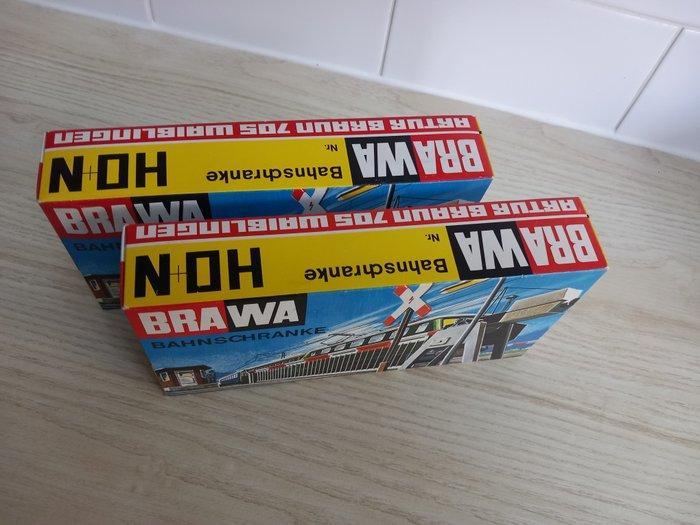 ARTUR BRAUN 705 WAIBLINGEN
BRAWA
Bahnschranke
Nr.
HO+N
BRAWA
BAHN
ARTUR BRAUN 705 WAIBLINGEN
BRAWA
Bahnschranke
Nr.
HO+N
BRAWA
BAHNSCHRANKE